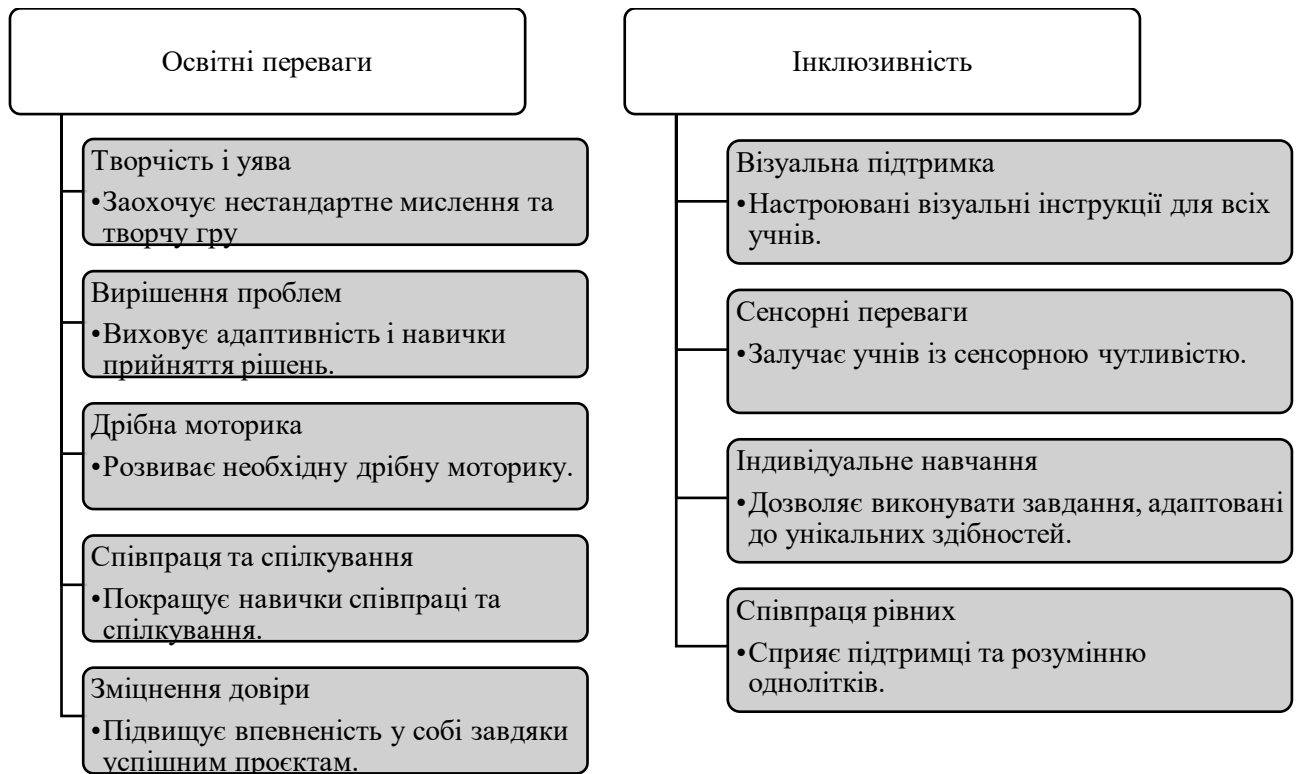 Освітні переваги
Творчість і уява
•Заохочує нестандартне мислення та
творчу гру
Вирішення проблем
•Виховує адаптивність і навички
прийняття рішень.
Дрібна моторика
•Розвиває необхідну дрібну моторику.
Співпраця та спілкування
•Покращує навички співпраці та
спілкування.
Зміцнення довіри
•Підвищує впевненість у собі завдяки
успішним проєктам.
Інклюзивність
Візуальна підтримка
•Настроювані візуальні інструкції для всіх
учнів.
Сенсорні переваги
•Залучає учнів із сенсорною чутливістю.
Індивідуальне навчання
•Дозволяє виконувати завдання, адаптовані
до унікальних здібностей.
Співпраця рівних
•Сприяє підтримці та розумінню
однолітків.